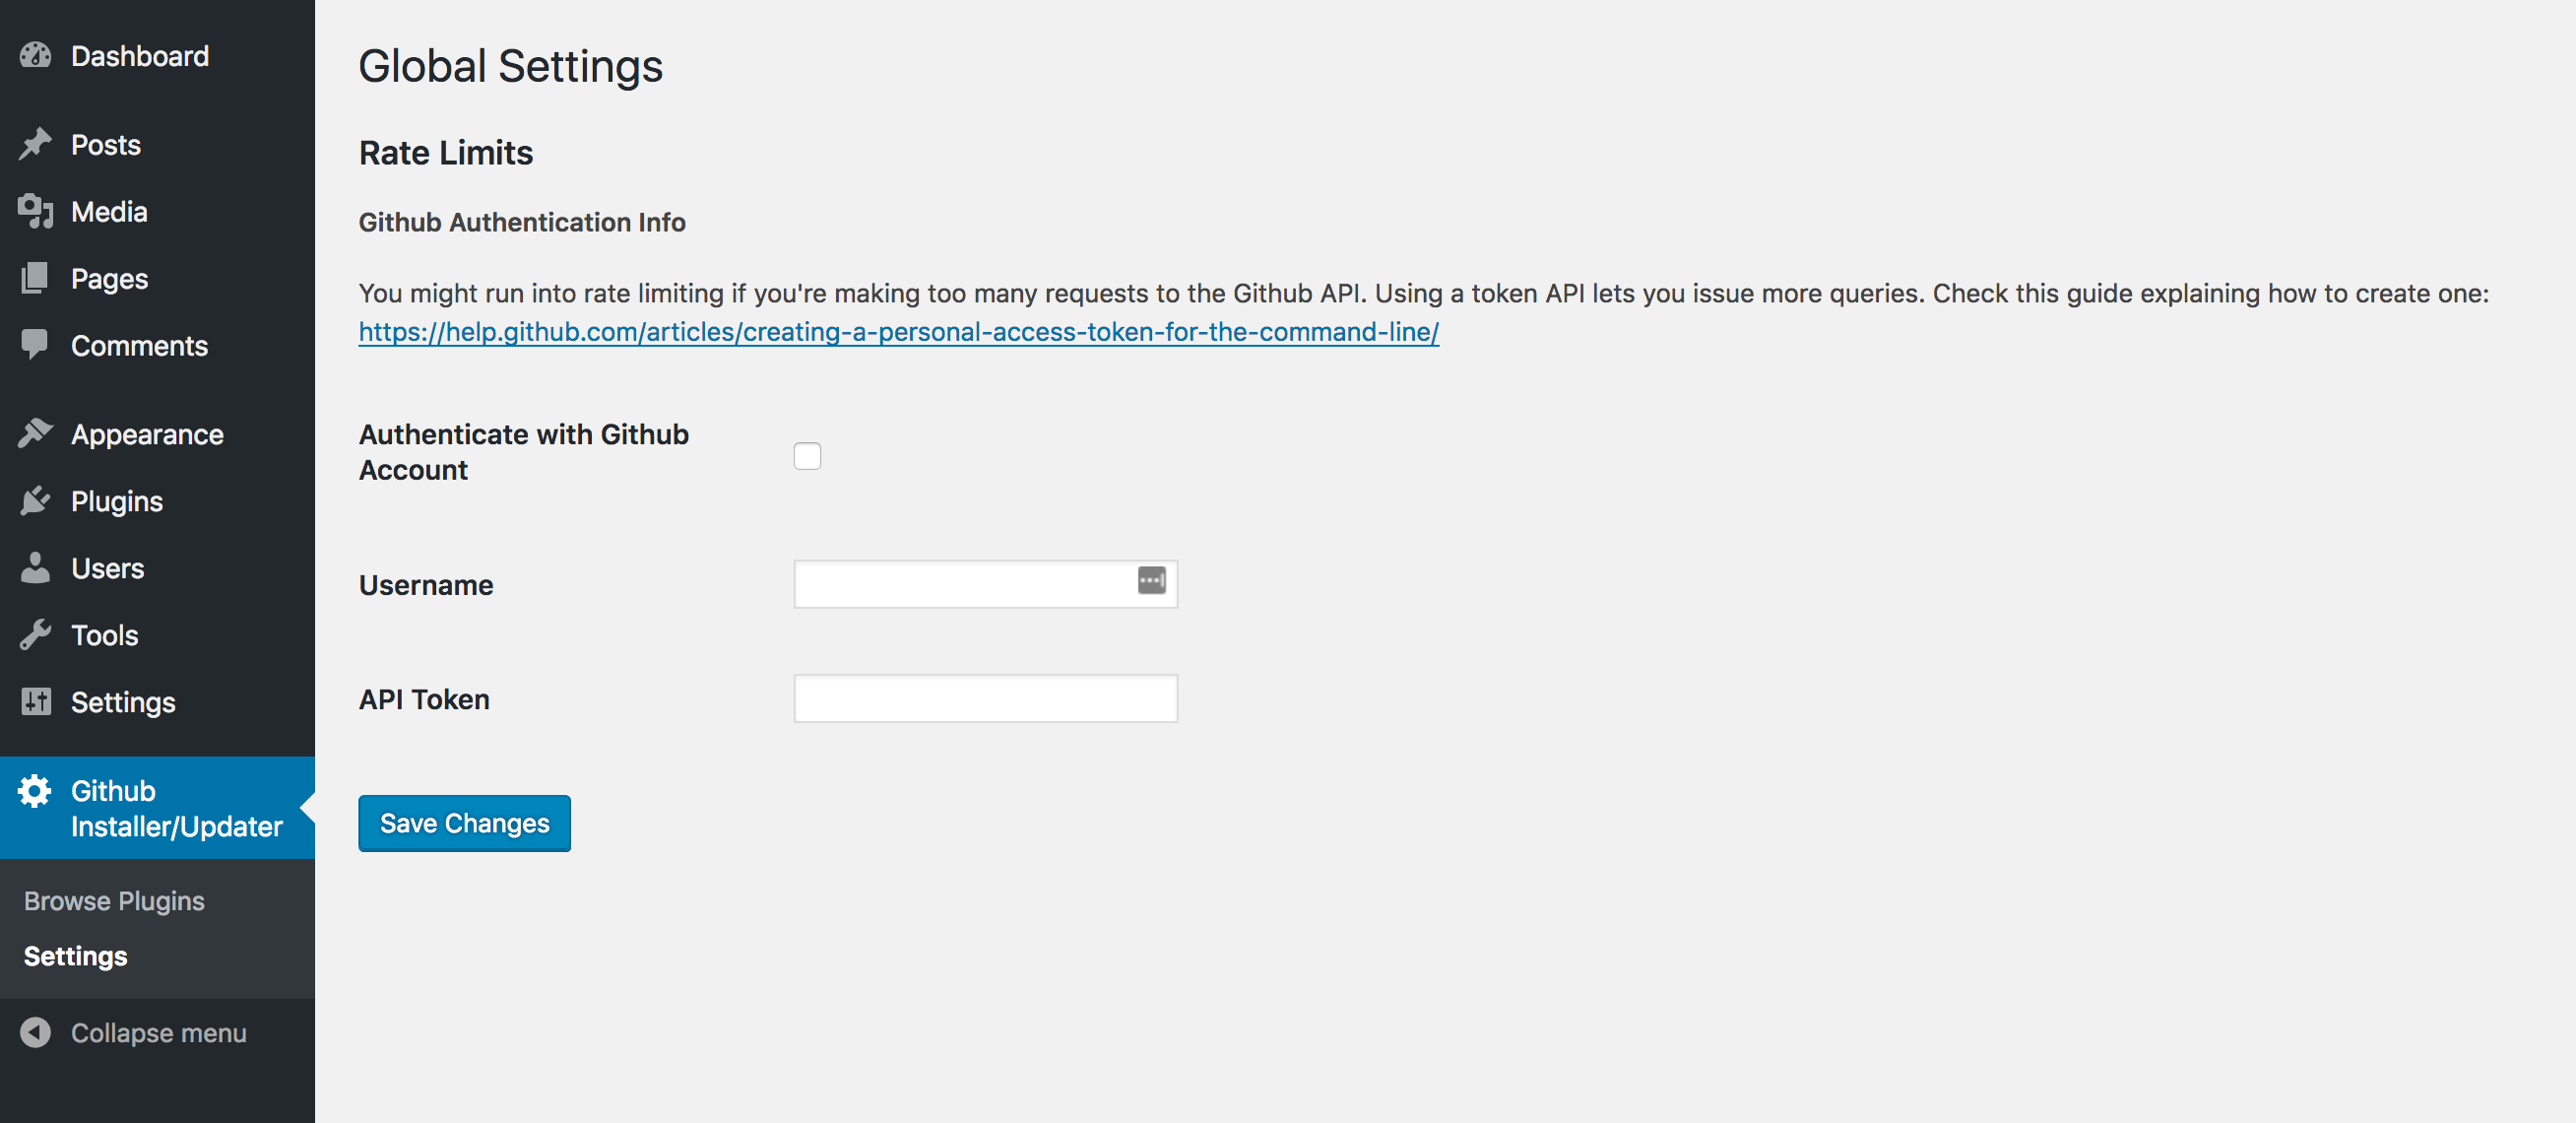 Dashboard
Posts
Media
Pages
Comments
Appearance
Plugins
Users
Tools
Settings
Github
Installer/Updater
Browse Plugins
Settings
Collapse menu
Global Settings
Rate Limits
Github Authentication Info
You might run into rate limiting if you're making too many requests to the Github API. Using a token API lets you issue more queries. Check this guide explaining how to create one:
https://help.github.com/articles/creating-a-personal-access-token-for-the-command-line/
Authenticate with Github
Account
Username
API Token
Save Changes